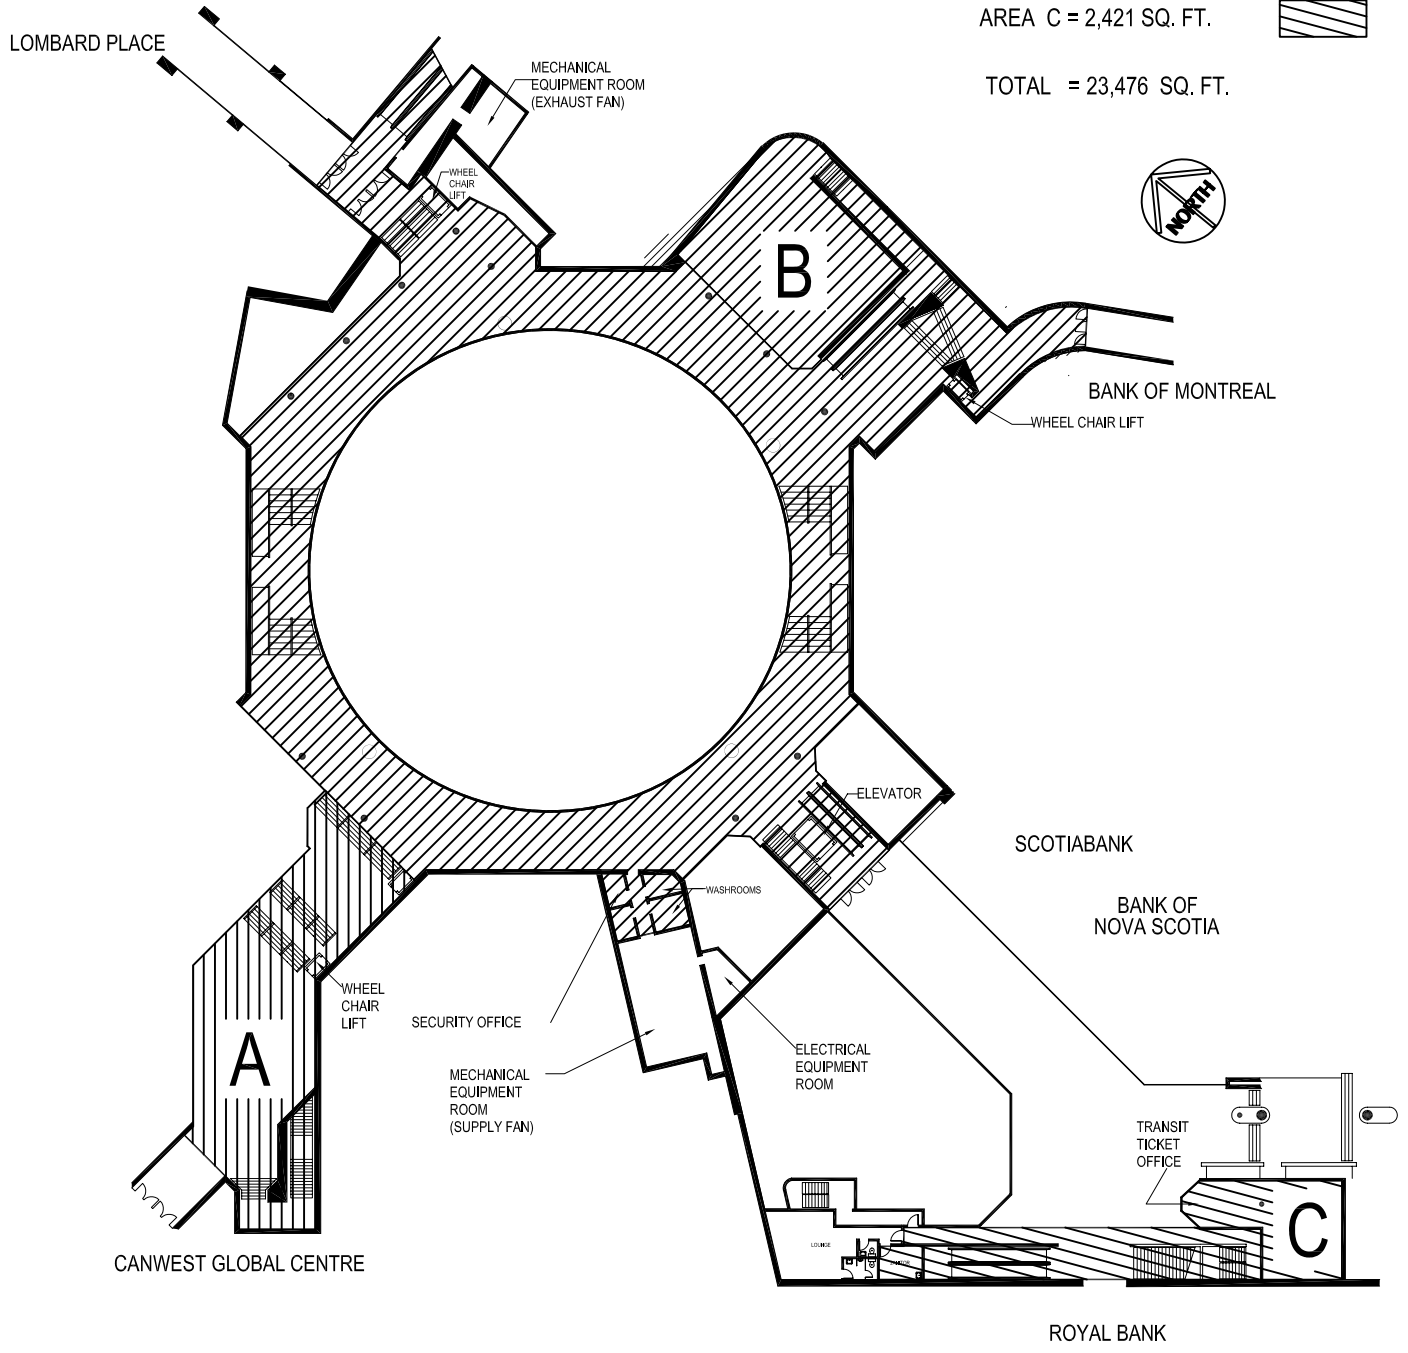 AREA C = 2,421 SQ. FT.
LOMBARD PLACE
MECHANICAL
EQUIPMENT ROOM
(EXHAUST FAN)
TOTAL = 23,476 SQ. FT.
WHEEL
CHAIR
LIFT
NORTH
B
BANK OF MONTREAL
WHEEL CHAIR LIFT
ELEVATOR
SCOTIABANK
WASHROOMS
BANK OF
NOVA SCOTIA
WHEEL
CHAIR
LIFT
SECURITY OFFICE
A
ELECTRICAL
EQUIPMENT
ROOM
MECHANICAL
EQUIPMENT
ROOM
(SUPPLY FAN)
TRANSIT
TICKET
OFFICE
C
LOUNGE
JANITOR
CANWEST GLOBAL CENTRE
ROYAL BANK